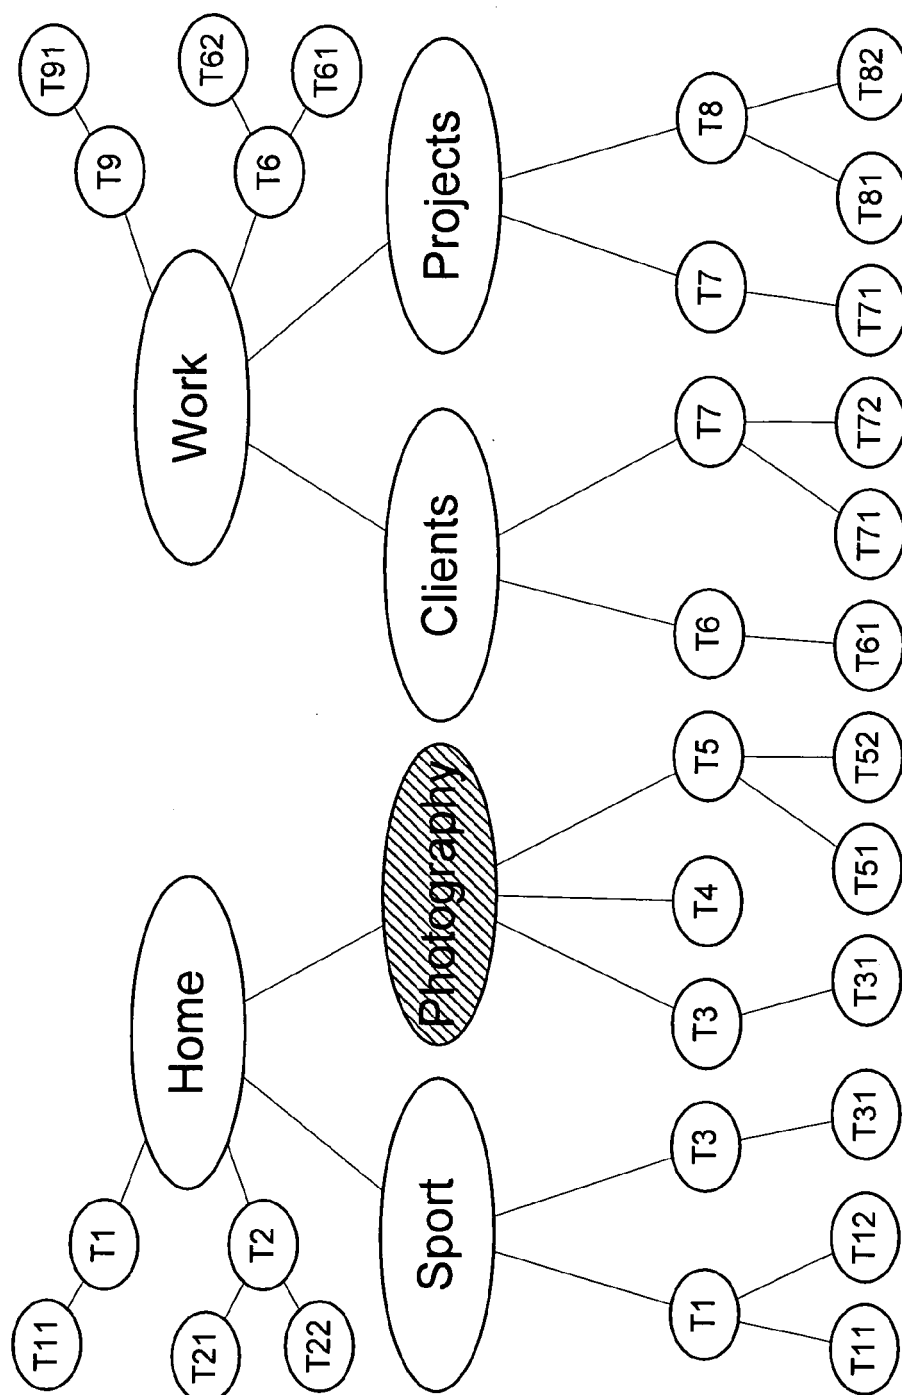 Home
T1
T11
T2
T21
T22
Work
T9
T91
T6
T62
T61
Sport
Photography
Clients
Projects
T1
T3
T3
T4
T5
T6
T7
T7
T8
T11
T12
T31
T31
T51
T52
T61
T71
T72
T71
T81
T82